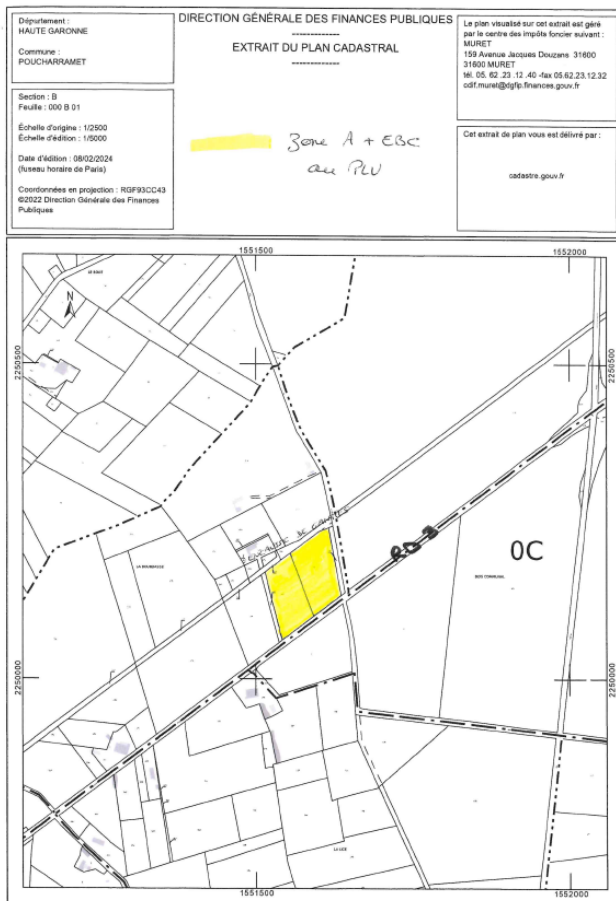 Département :
HAUTE GARONNE
Commune :
POUCHARRAMET
Section : B
Feuille : 000 B 01
Échelle d'origine : 1/2500
Échelle d'édition : 1/5000
Date d'édition : 08/02/2024
(fuseau horaire de Paris)
Coordonnées en projection : RGF93CC43
©2022 Direction Générale des Finances
Publiques
DIRECTION GÉNÉRALE DES FINANCES PUBLIQUES
------------
EXTRAIT DU PLAN CADASTRAL
------------
Zone A + EBC
au PLU
Le plan visualisé sur cet extrait est géré
par le centre des impôts foncier suivant :
MURET
159 Avenue Jacques Douzans 31600
31600 MURET
tél. 05. 62 .23 .12 .40 -fax 05.62.23.12.32
cdif.muret@dgfip.finances.gouv.fr
Cet extrait de plan vous est délivré par :
cadastre.gouv.fr
1551500
1552000
N
2250500
2250500
RD 3
0C
BOIS COMMUNAL
2250000
2250000
1551500
1552000